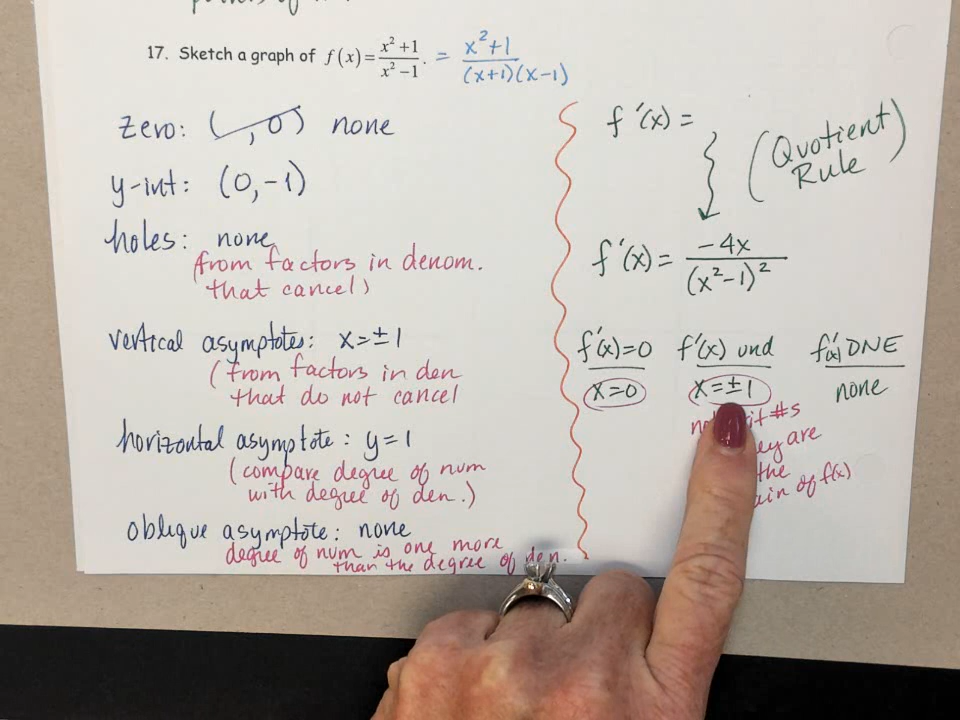 17. Sketch a graph of f(x) = (x² + 1)/(x² − 1). = (x²+1)/((x+1)(x−1))
zero: ( , 0) none
y-int: (0, −1)
holes: none
from factors in denom.
that cancel)
vertical asymptotes: x = ±1
(from factors in den
that do not cancel
horizontal asymptote: y = 1
(compare degree of num
with degree of den.)
oblique asymptote: none
degree of num is one more
than the degree of den.
f'(x) =
(Quotient
Rule)
f'(x) = −4x/(x²−1)²
f'(x)=0 f'(x) und f'(x) DNE
x=0 x=±1 none
#s
are
the
of f(x)